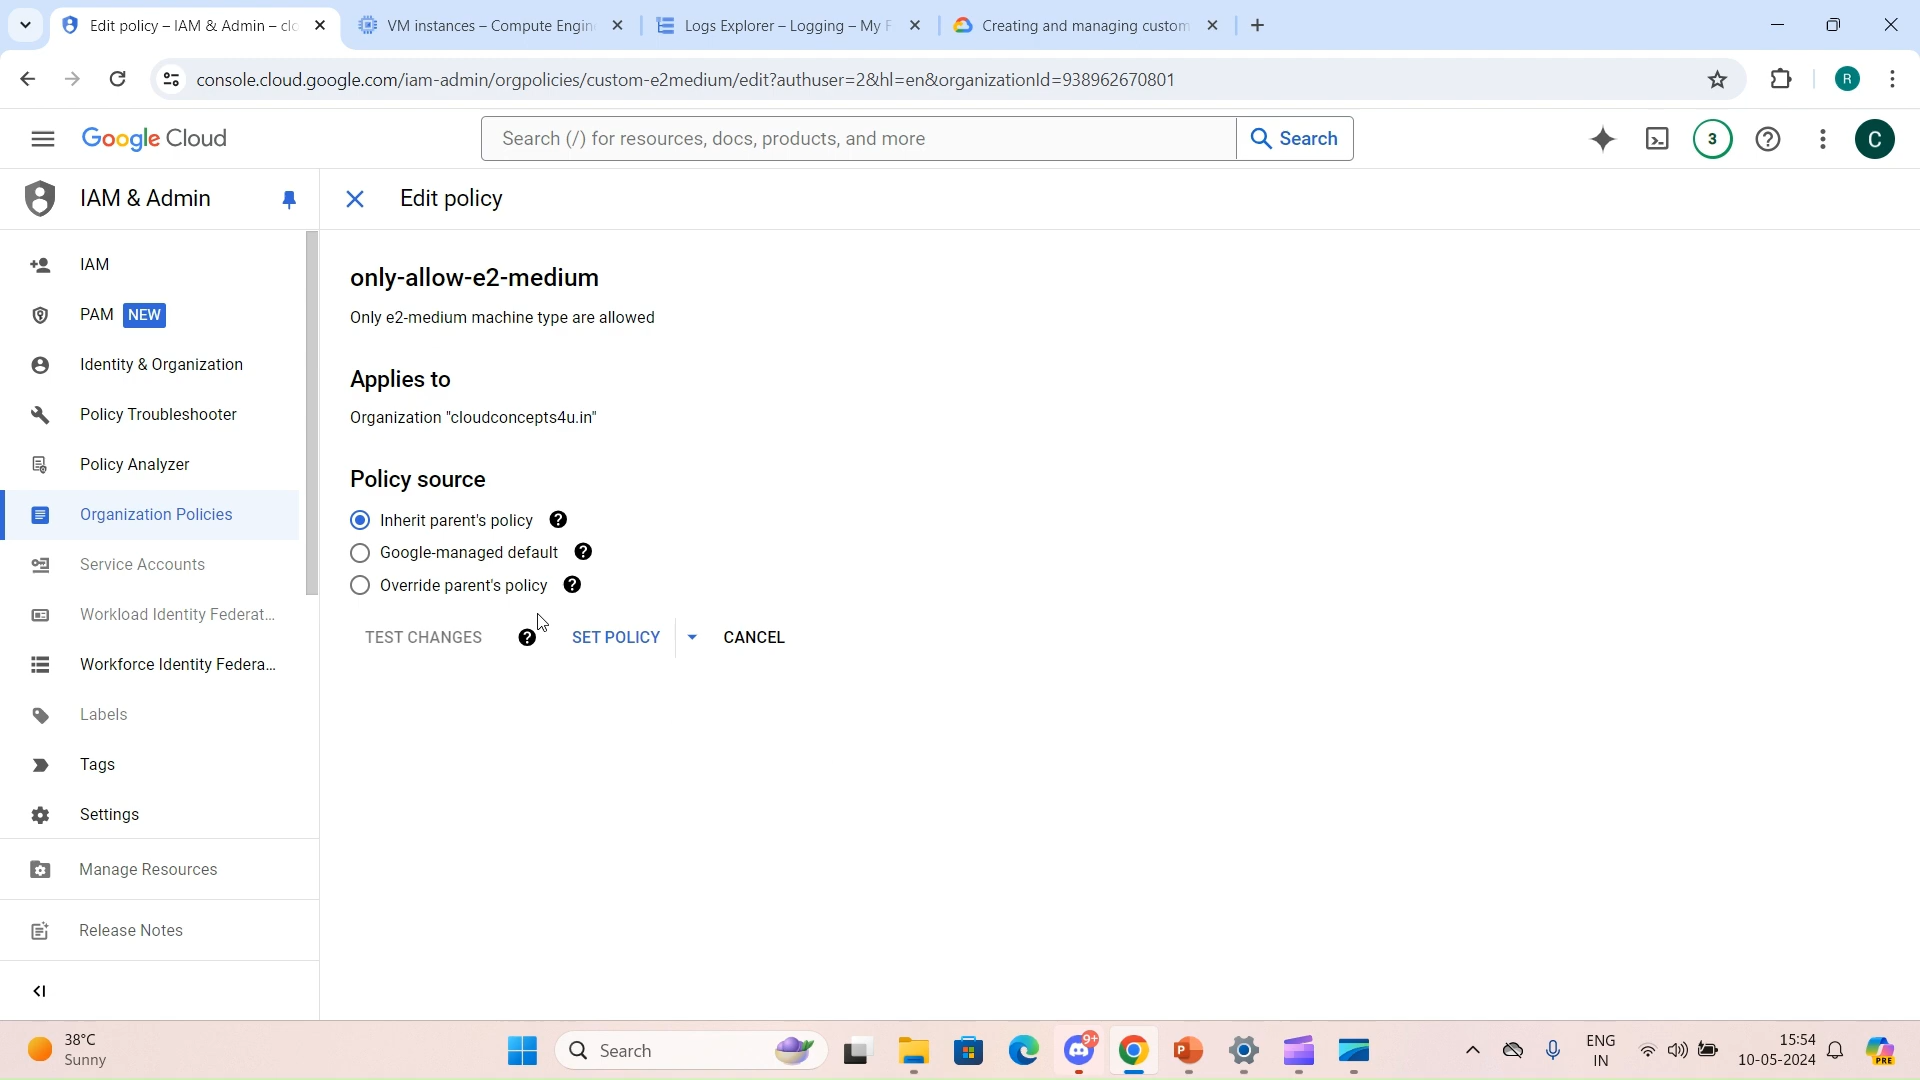 Edit policy – IAM & Admin – clo
VM instances – Compute Engin
Logs Explorer – Logging – My F
Creating and managing custom
console.cloud.google.com/iam-admin/orgpolicies/custom-e2medium/edit?authuser=2&hl=en&organizationId=938962670801
R
Google Cloud
Search (/) for resources, docs, products, and more
Search
3
C
IAM & Admin
Edit policy
IAM
PAM NEW
Identity & Organization
Policy Troubleshooter
Policy Analyzer
Organization Policies
Service Accounts
Workload Identity Federat...
Workforce Identity Federa...
Labels
Tags
Settings
Manage Resources
Release Notes
only-allow-e2-medium
Only e2-medium machine type are allowed
Applies to
Organization "cloudconcepts4u.in"
Policy source
Inherit parent's policy
Google-managed default
Override parent's policy
TEST CHANGES
SET POLICY
CANCEL
38°C
Sunny
Search
9+
ENG
IN
15:54
10-05-2024
PRE